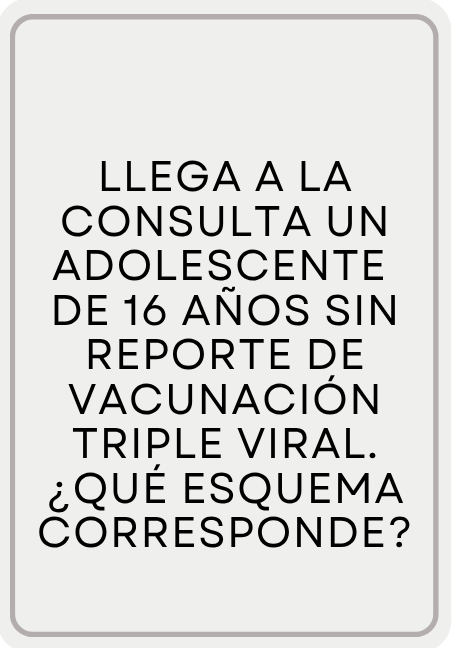 LLEGA A LA
CONSULTA UN
ADOLESCENTE
DE 16 AÑOS SIN
REPORTE DE
VACUNACIÓN
TRIPLE VIRAL.
¿QUÉ ESQUEMA
CORRESPONDE?